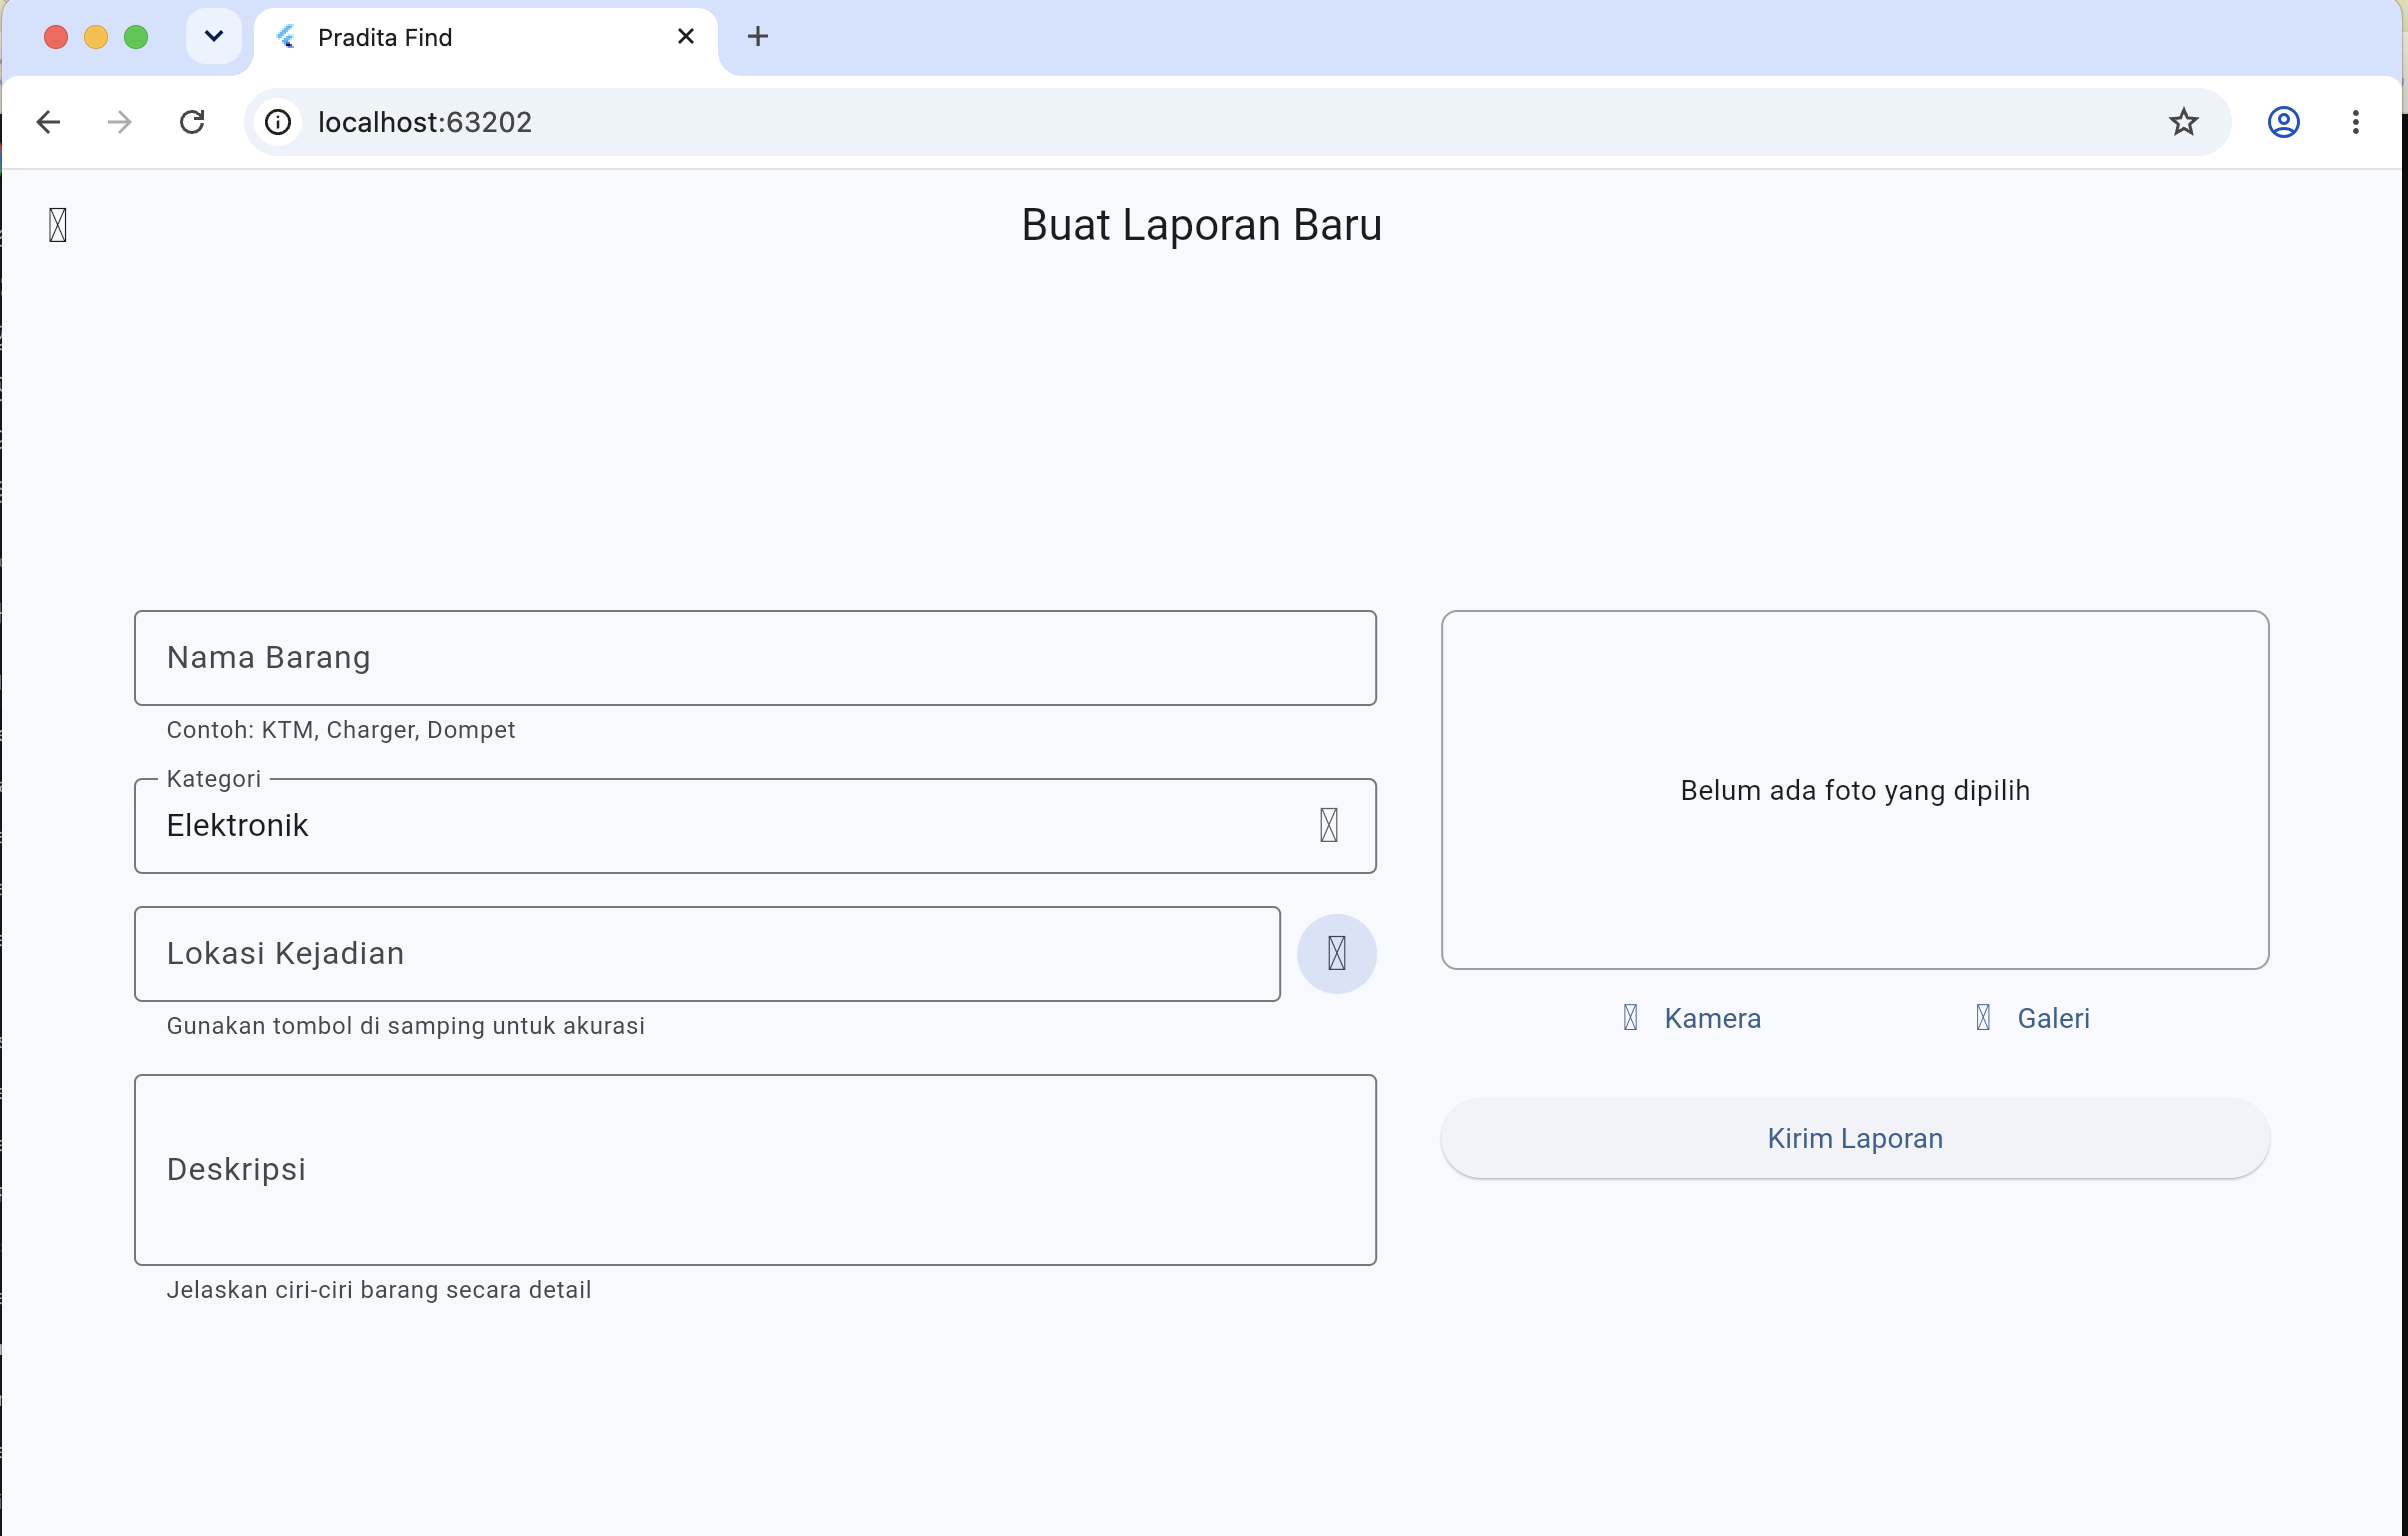 Pradita Find
localhost:63202
Buat Laporan Baru
Nama Barang
Contoh: KTM, Charger, Dompet
Kategori
Elektronik
Lokasi Kejadian
Gunakan tombol di samping untuk akurasi
Deskripsi
Jelaskan ciri-ciri barang secara detail
Belum ada foto yang dipilih
Kamera
Galeri
Kirim Laporan